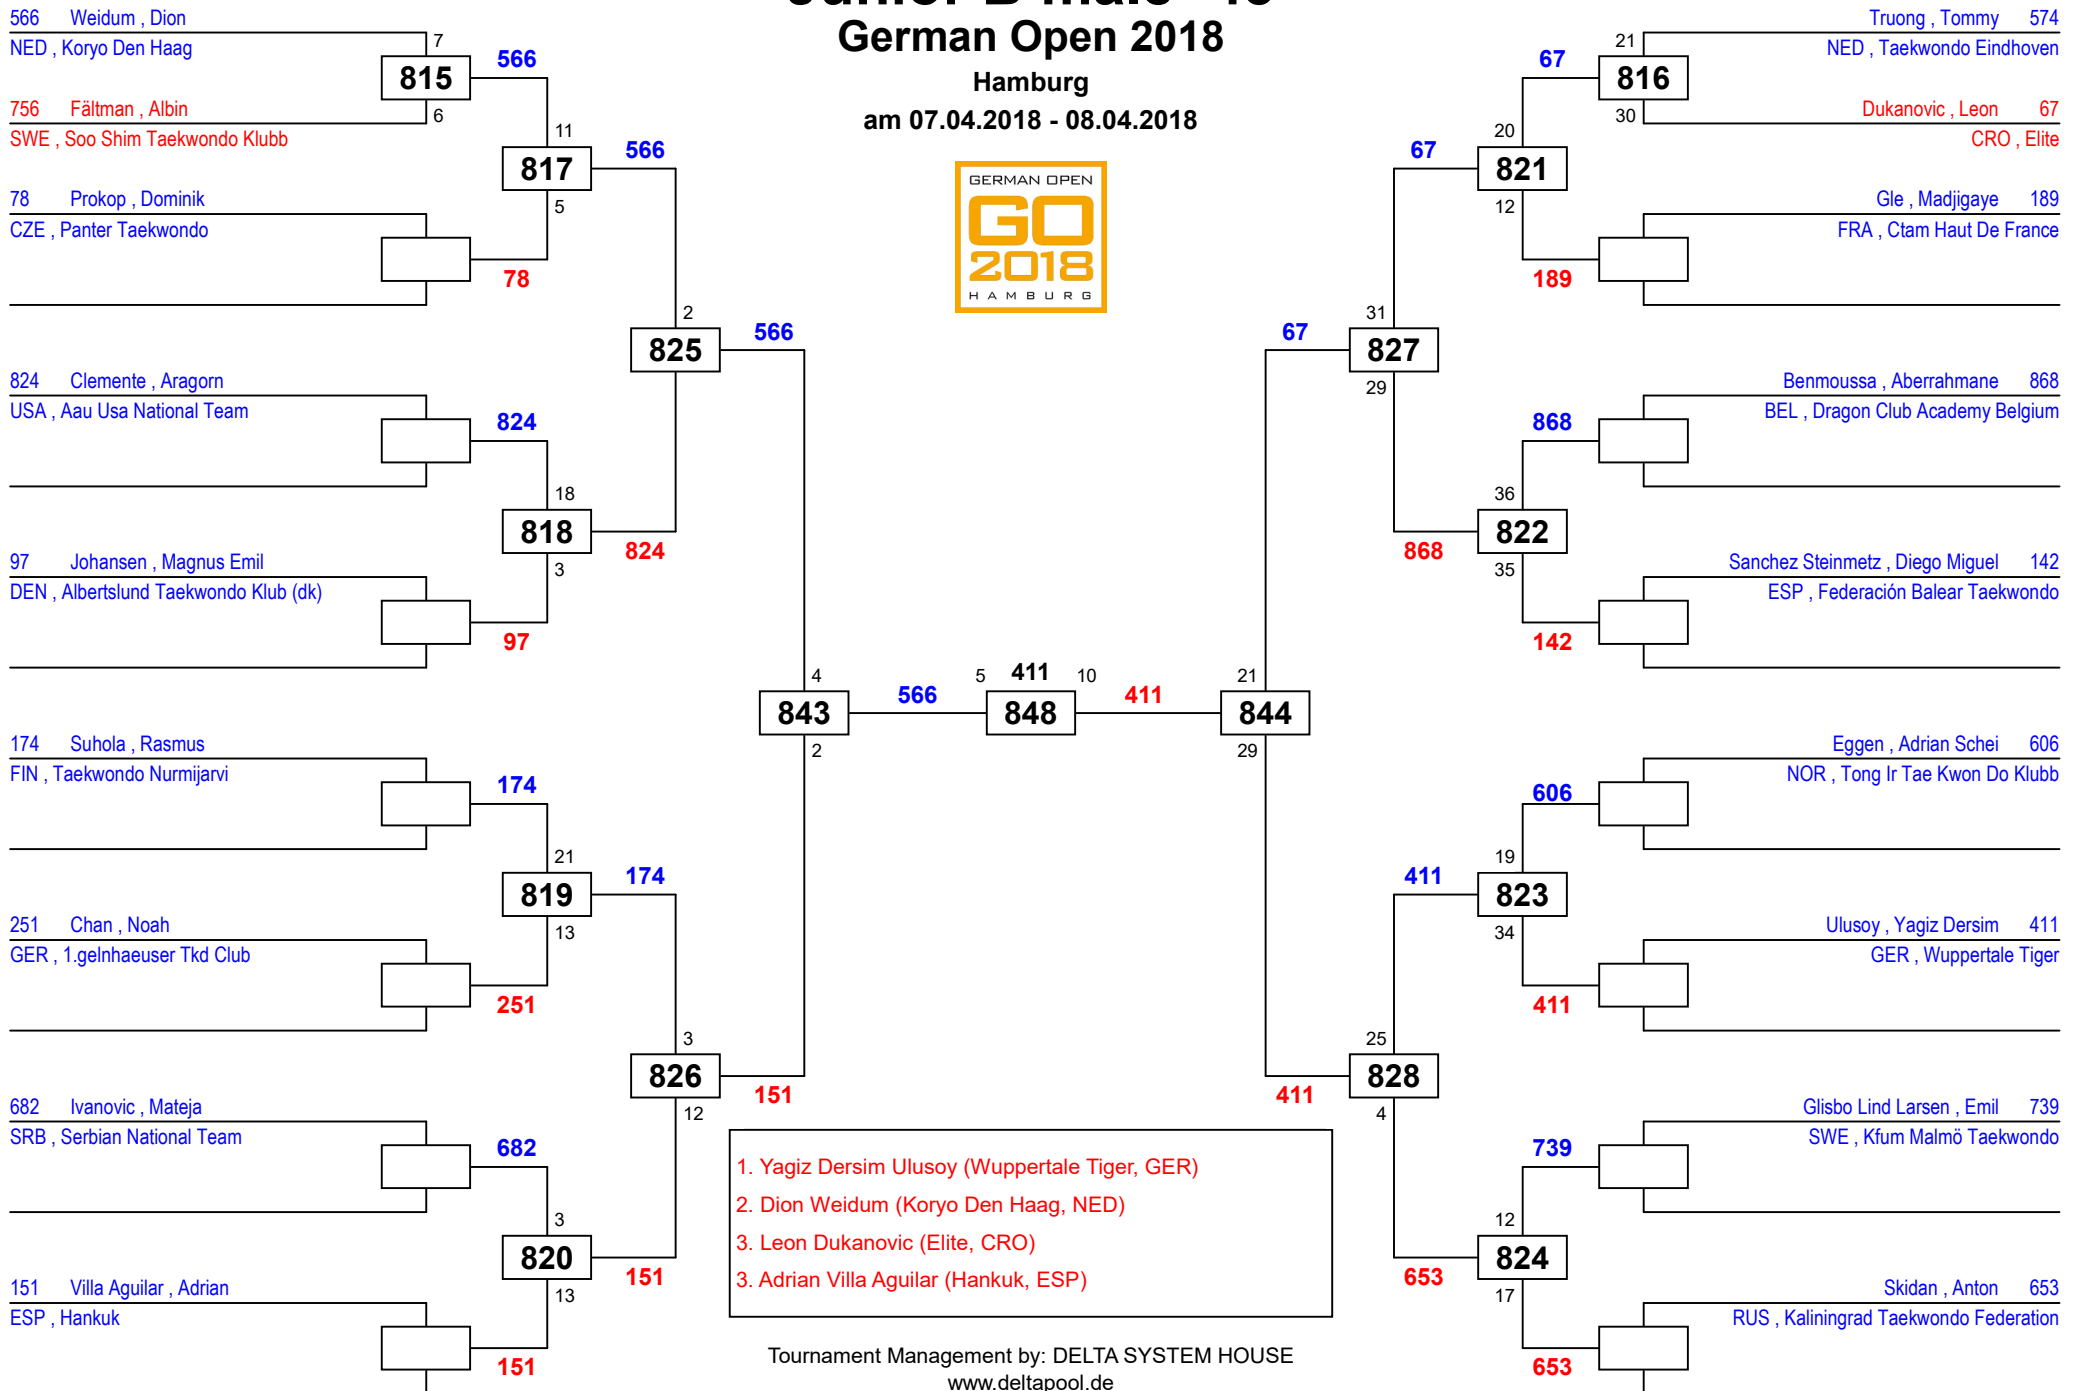 German Open 2018
Hamburg
am 07.04.2018 - 08.04.2018
GERMAN OPEN
GO
2018
HAMBURG
566 Weidum , Dion
NED , Koryo Den Haag
7
815
566
6
756 Fältman , Albin
SWE , Soo Shim Taekwondo Klubb
11
817
566
5
78 Prokop , Dominik
CZE , Panter Taekwondo
78
2
825
566
824 Clemente , Aragorn
USA , Aau Usa National Team
824
18
818
824
3
97 Johansen , Magnus Emil
DEN , Albertslund Taekwondo Klub (dk)
97
4
843
566
2
5
411
10
848
411
174 Suhola , Rasmus
FIN , Taekwondo Nurmijarvi
174
21
819
174
13
251 Chan , Noah
GER , 1.gelnhaeuser Tkd Club
251
3
826
151
12
682 Ivanovic , Mateja
SRB , Serbian National Team
682
3
820
151
13
151 Villa Aguilar , Adrian
ESP , Hankuk
151
Truong , Tommy 574
NED , Taekwondo Eindhoven
21
67
816
30
Dukanovic , Leon 67
CRO , Elite
20
67
821
12
Gle , Madjigaye 189
FRA , Ctam Haut De France
189
31
67
827
29
Benmoussa , Aberrahmane 868
BEL , Dragon Club Academy Belgium
868
36
822
868
35
Sanchez Steinmetz , Diego Miguel 142
ESP , Federación Balear Taekwondo
142
21
844
29
Eggen , Adrian Schei 606
NOR , Tong Ir Tae Kwon Do Klubb
606
19
411
823
34
Ulusoy , Yagiz Dersim 411
GER , Wuppertale Tiger
411
25
828
411
4
Glisbo Lind Larsen , Emil 739
SWE , Kfum Malmö Taekwondo
739
12
824
653
17
Skidan , Anton 653
RUS , Kaliningrad Taekwondo Federation
653
1. Yagiz Dersim Ulusoy (Wuppertale Tiger, GER)
2. Dion Weidum (Koryo Den Haag, NED)
3. Leon Dukanovic (Elite, CRO)
3. Adrian Villa Aguilar (Hankuk, ESP)
Tournament Management by: DELTA SYSTEM HOUSE
www.deltapool.de